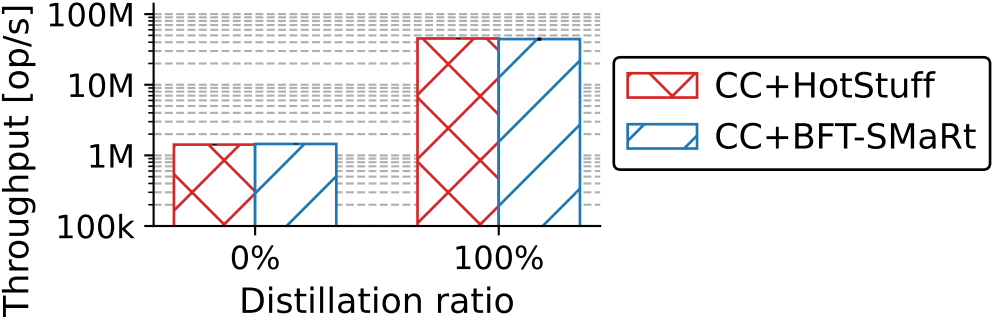 Throughput [op/s]
100M
10M
1M
100k
0%
100%
Distillation ratio
CC+HotStuff
CC+BFT-SMaRt